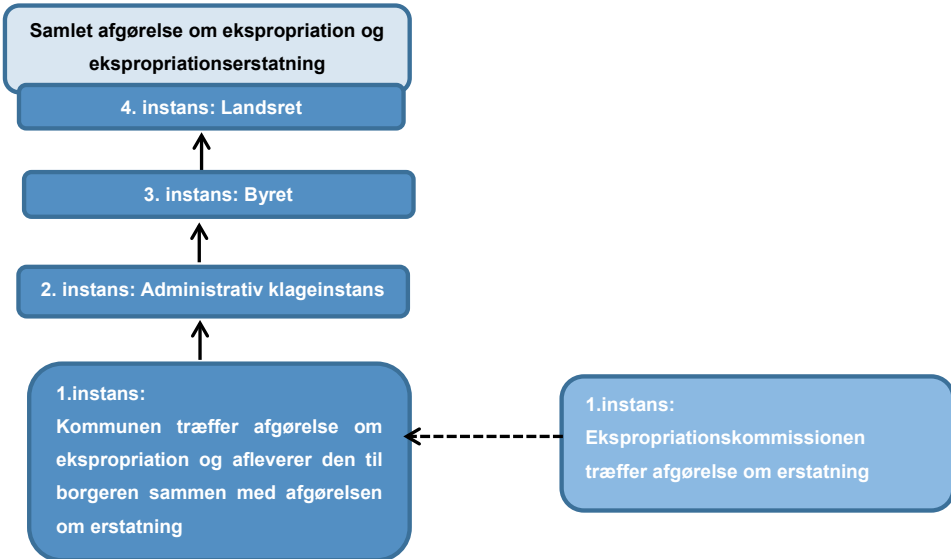 Samlet afgørelse om ekspropriation og
ekspropriationserstatning
4. instans: Landsret
3. instans: Byret
2. instans: Administrativ klageinstans
1.instans:
Kommunen træffer afgørelse om
ekspropriation og afleverer den til
borgeren sammen med afgørelsen
om erstatning
1.instans:
Ekspropriationskommissionen
træffer afgørelse om erstatning